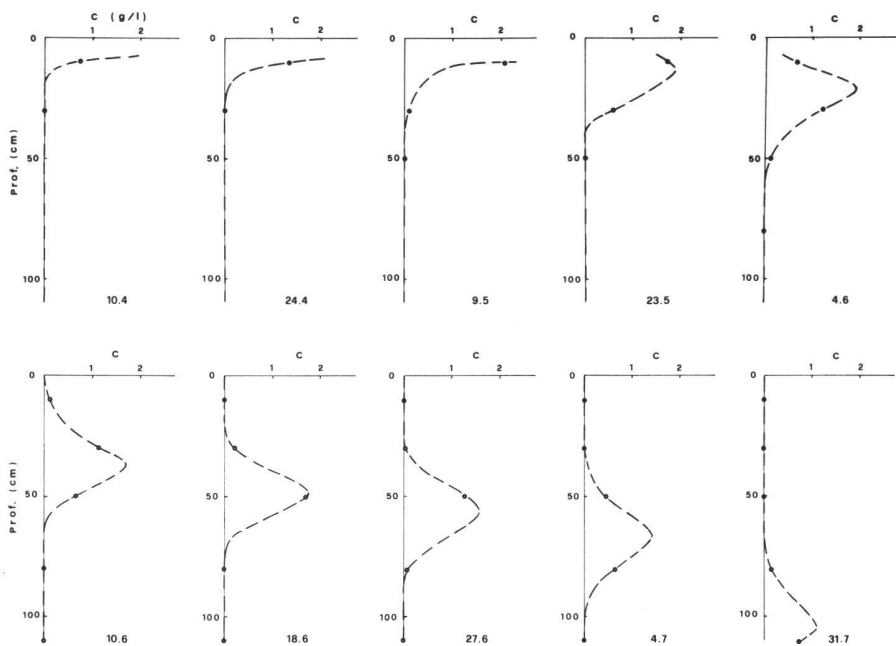 C (g/l) C C C C
0 1 2 0 1 2 0 1 2 0 1 2 0 1 2
Prof. (cm)
50 50 50 50 50
100 100 100 100 100
10.4 24.4 9.5 23.5 4.6
C C C C C
0 1 2 0 1 2 0 1 2 0 1 2 0 1 2
Prof. (cm)
50 50 50 50 50
100 100 100 100 100
10.6 18.6 27.6 4.7 31.7